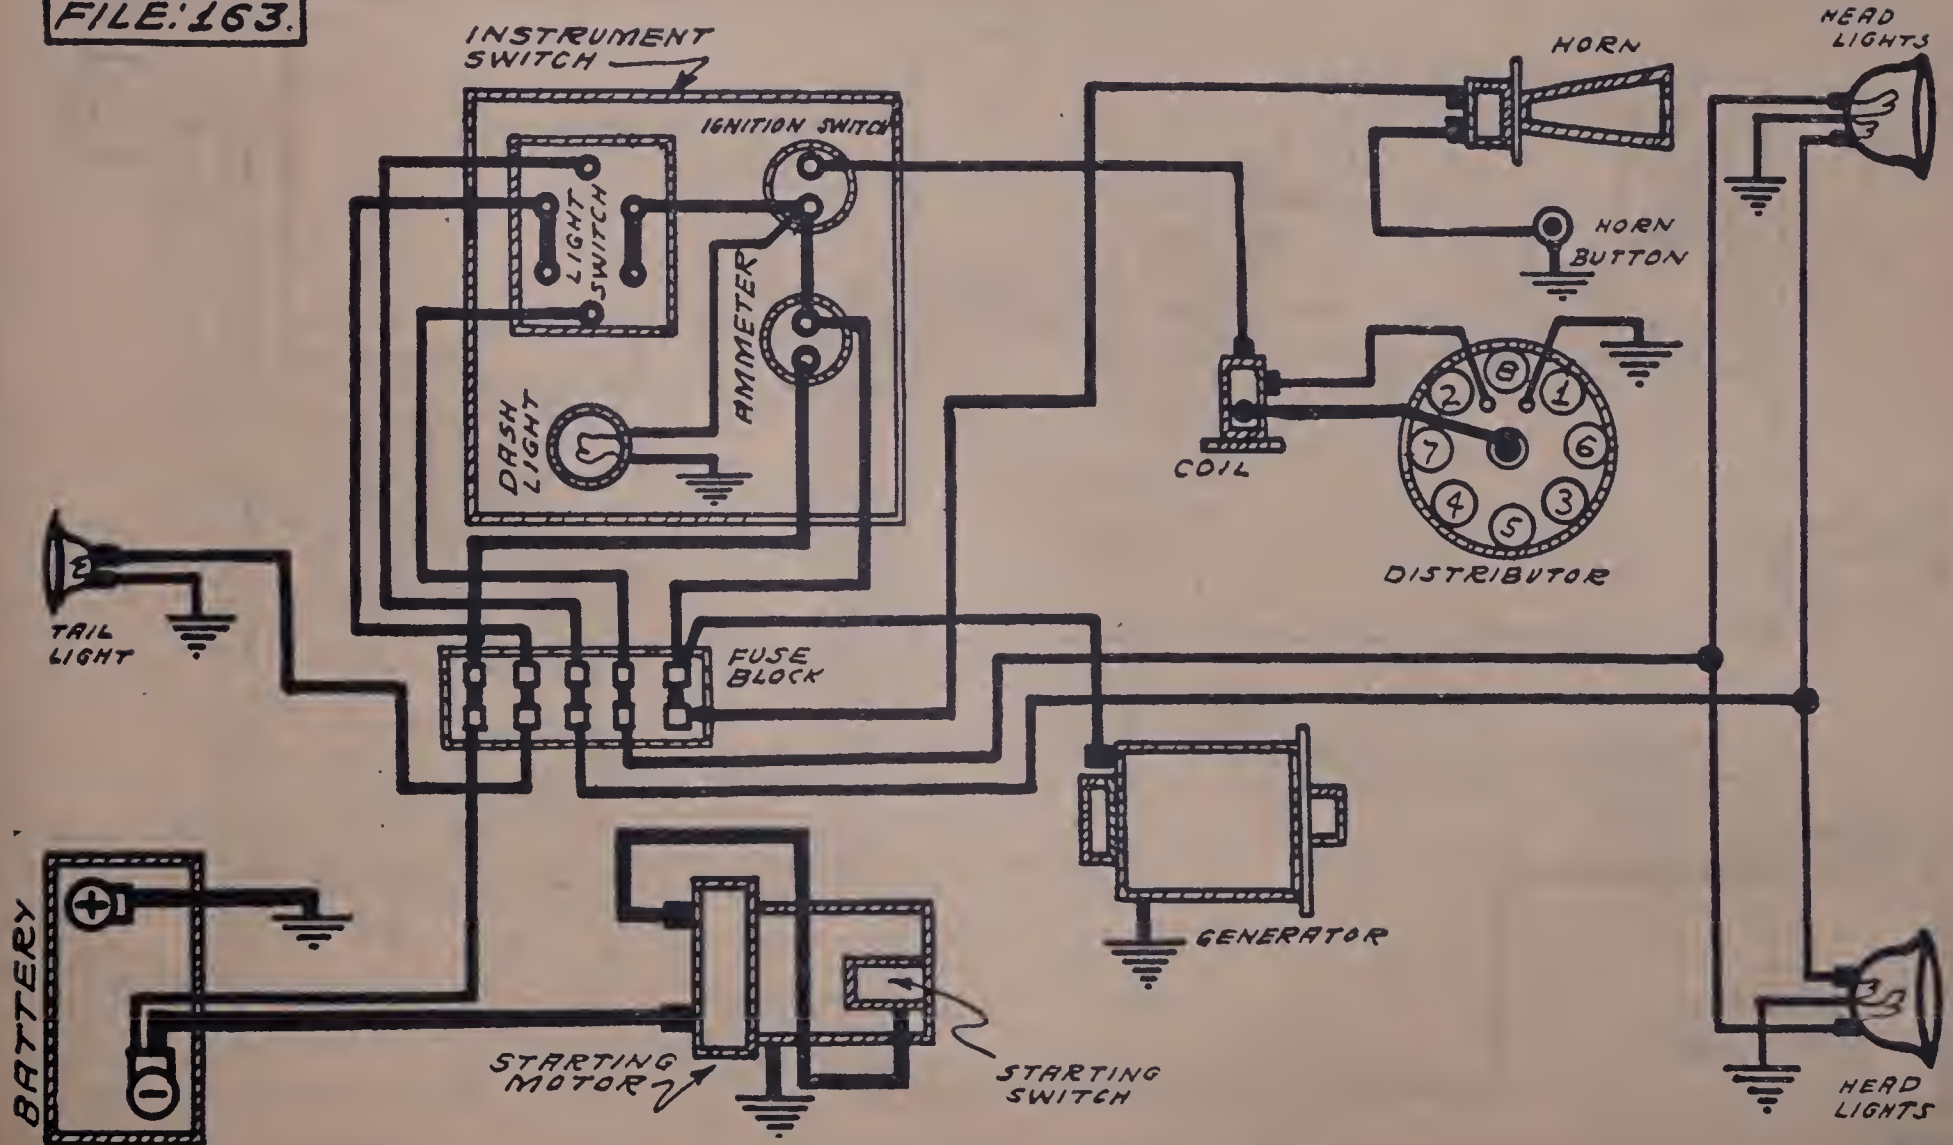 FILE:163.
INSTRUMENT
SWITCH
IGNITION SWITCH
LIGHT
SWITCH
AMMETER
DASH
LIGHT
HORN
HEAD
LIGHTS
HORN
BUTTON
COIL
8
1
6
3
5
4
7
2
DISTRIBUTOR
TAIL
LIGHT
FUSE
BLOCK
GENERATOR
BATTERY
+
-
STARTING
MOTOR
STARTING
SWITCH
HEAD
LIGHTS